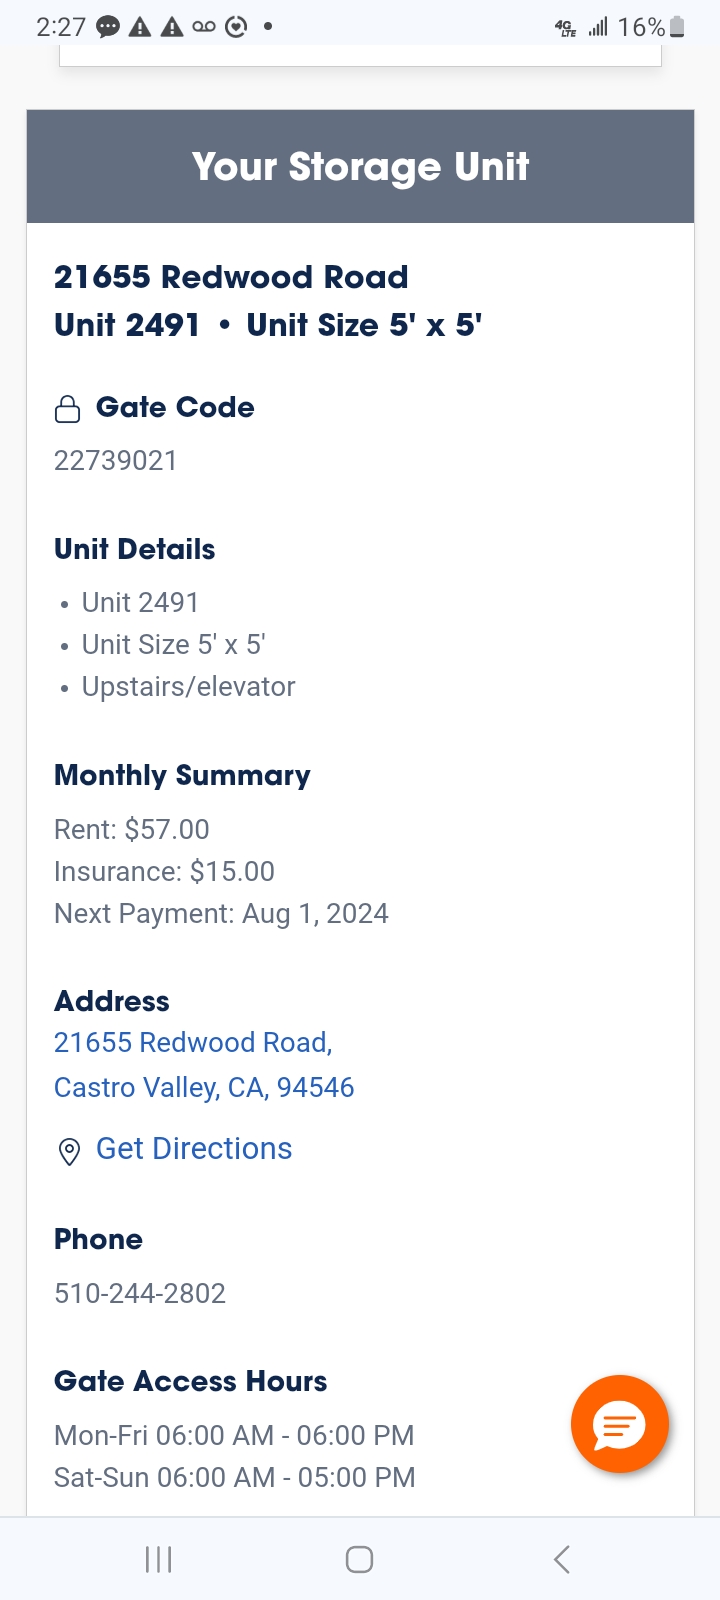 2:27
4G LTE 16%
Your Storage Unit
21655 Redwood Road
Unit 2491 • Unit Size 5' x 5'
Gate Code
22739021
Unit Details
• Unit 2491
• Unit Size 5' x 5'
• Upstairs/elevator
Monthly Summary
Rent: $57.00
Insurance: $15.00
Next Payment: Aug 1, 2024
Address
21655 Redwood Road,
Castro Valley, CA, 94546
Get Directions
Phone
510-244-2802
Gate Access Hours
Mon-Fri 06:00 AM - 06:00 PM
Sat-Sun 06:00 AM - 05:00 PM